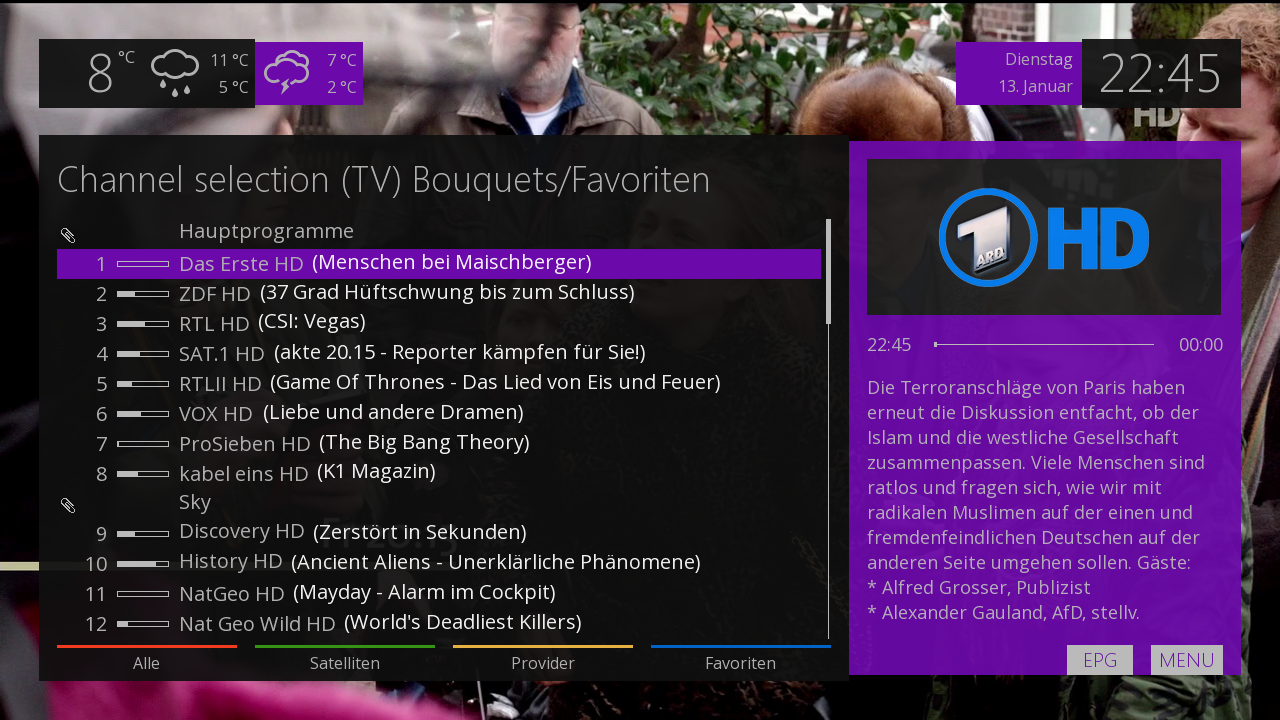 8 °C 11 °C 5 °C
7 °C 2 °C
Dienstag
13. Januar
22:45
HD
Channel selection (TV) Bouquets/Favoriten
Hauptprogramme
1 Das Erste HD (Menschen bei Maischberger)
2 ZDF HD (37 Grad Hüftschwung bis zum Schluss)
3 RTL HD (CSI: Vegas)
4 SAT.1 HD (akte 20.15 - Reporter kämpfen für Sie!)
5 RTLII HD (Game Of Thrones - Das Lied von Eis und Feuer)
6 VOX HD (Liebe und andere Dramen)
7 ProSieben HD (The Big Bang Theory)
8 kabel eins HD (K1 Magazin)
Sky
9 Discovery HD (Zerstört in Sekunden)
10 History HD (Ancient Aliens - Unerklärliche Phänomene)
11 NatGeo HD (Mayday - Alarm im Cockpit)
12 Nat Geo Wild HD (World's Deadliest Killers)
Alle
Satelliten
Provider
Favoriten
1 ARD HD
22:45 00:00
Die Terroranschläge von Paris haben
erneut die Diskussion entfacht, ob der
Islam und die westliche Gesellschaft
zusammenpassen. Viele Menschen sind
ratlos und fragen sich, wie wir mit
radikalen Muslimen auf der einen und
fremdenfeindlichen Deutschen auf der
anderen Seite umgehen sollen. Gäste:
* Alfred Grosser, Publizist
* Alexander Gauland, AfD, stellv.
EPG
MENU